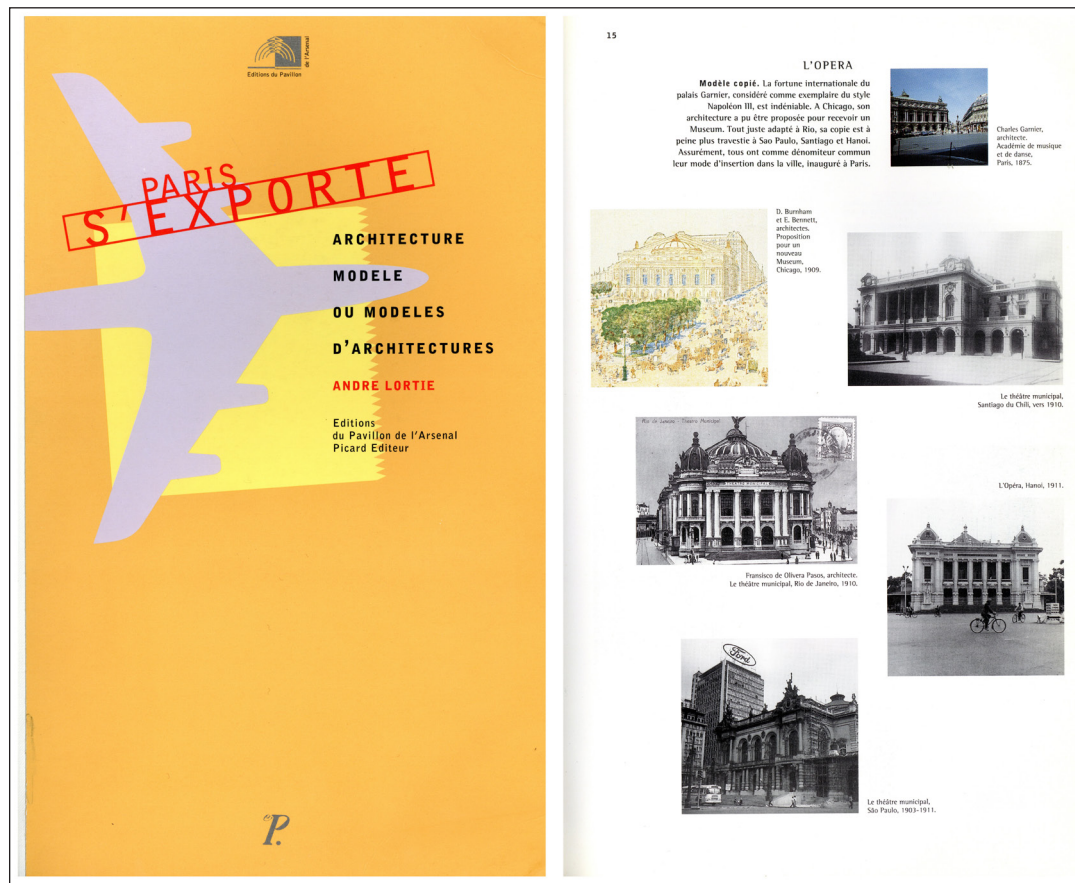 Editions du Pavillon
de l'Arsenal
PARIS
S'EXPORTE
ARCHITECTURE
MODELE
OU MODELES
D'ARCHITECTURES
ANDRE LORTIE
Editions
du Pavillon de l'Arsenal
Picard Editeur
P.
15
L'OPERA
Modèle copié. La fortune internationale du
palais Garnier, considéré comme exemplaire du style
Napoléon III, est indéniable. A Chicago, son
architecture a pu être proposée pour recevoir un
Museum. Tout juste adapté à Rio, sa copie est à
peine plus travestie à Sao Paulo, Santiago et Hanoi.
Assurément, tous ont comme dénominteur commun
leur mode d'insertion dans la ville, inauguré à Paris.
Charles Garnier,
architecte.
Académie de musique
et de danse,
Paris, 1875.
D. Burnham
et E. Bennett,
architectes.
Proposition
pour un
nouveau
Museum,
Chicago, 1909.
Le théâtre municipal,
Santiago du Chili, vers 1910.
Rio de Janeiro - Theatro Municipal
THEATRO MUNICIPAL
Fransisco de Olivera Pasos, architecte.
Le théâtre municipal, Rio de Janeiro, 1910.
L'Opéra, Hanoi, 1911.
Ford
Le théâtre municipal,
São Paulo, 1903-1911.